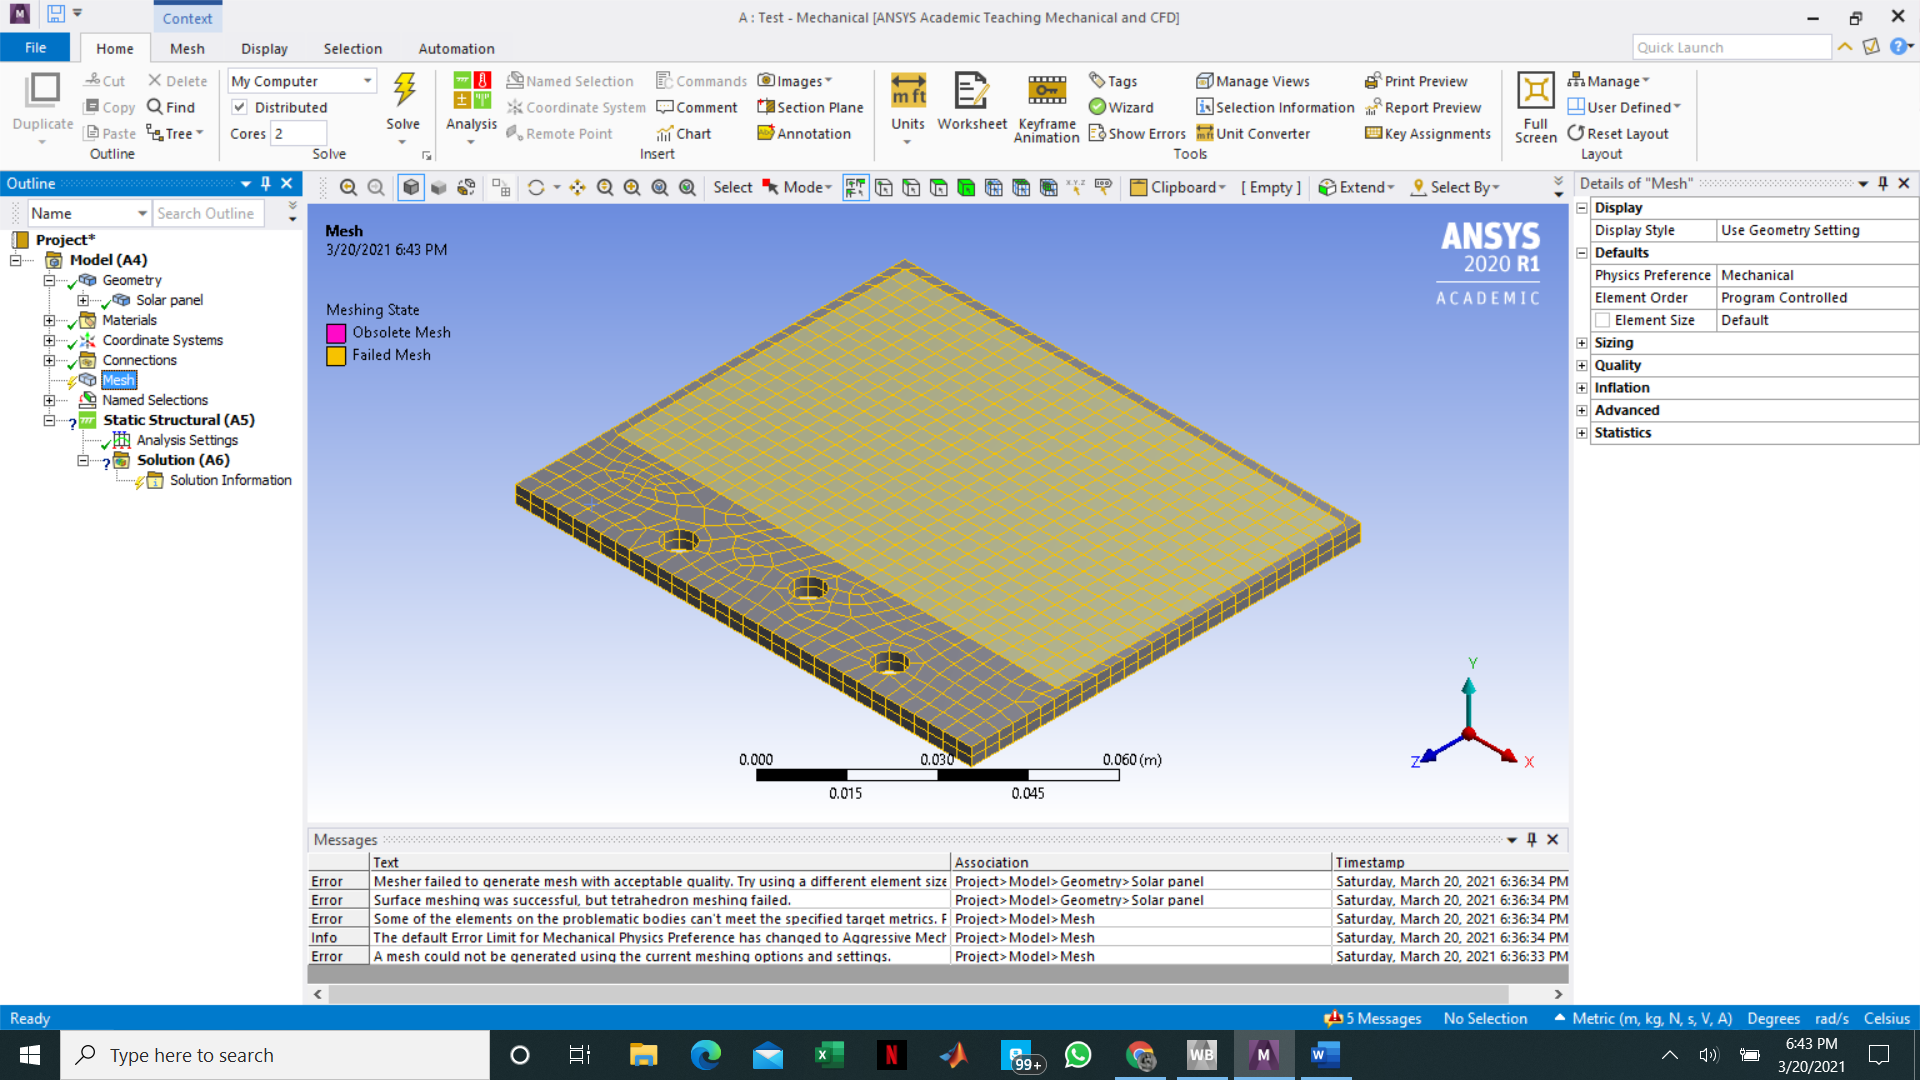 A : Test - Mechanical [ANSYS Academic Teaching Mechanical and CFD]
Context
File Home Mesh Display Selection Automation
Quick Launch
Duplicate
Cut
Delete
Copy
Find
Paste
Tree
Outline
My Computer
Distributed
Cores 2
Solve
Solve
Analysis
Named Selection
Commands
Images
Coordinate System
Comment
Section Plane
Remote Point
Chart
Annotation
Insert
Units
Worksheet
Keyframe
Animation
Tags
Wizard
Show Errors
Manage Views
Selection Information
Unit Converter
Print Preview
Report Preview
Key Assignments
Tools
Full
Screen
Manage
User Defined
Reset Layout
Layout
Outline
Name
Search Outline
Project*
Model (A4)
Geometry
Solar panel
Materials
Coordinate Systems
Connections
Mesh
Named Selections
Static Structural (A5)
Analysis Settings
Solution (A6)
Solution Information
Select Mode Clipboard [ Empty ] Extend Select By
Mesh
3/20/2021 6:43 PM
Meshing State
Obsolete Mesh
Failed Mesh
ANSYS
2020 R1
ACADEMIC
0.000 0.030 0.060 (m)
0.015 0.045
Y
Z X
Details of "Mesh"
Display
Display Style Use Geometry Setting
Defaults
Physics Preference Mechanical
Element Order Program Controlled
Element Size Default
Sizing
Quality
Inflation
Advanced
Statistics
Messages
Text Association Timestamp
Error Mesher failed to generate mesh with acceptable quality. Try using a different element size Project>Model>Geometry>Solar panel Saturday, March 20, 2021 6:36:34 PM
Error Surface meshing was successful, but tetrahedron meshing failed. Project>Model>Geometry>Solar panel Saturday, March 20, 2021 6:36:34 PM
Error Some of the elements on the problematic bodies can't meet the specified target metrics. Project>Model>Mesh Saturday, March 20, 2021 6:36:34 PM
Info The default Error Limit for Mechanical Physics Preference has changed to Aggressive Mech Project>Model>Mesh Saturday, March 20, 2021 6:36:34 PM
Error A mesh could not be generated using the current meshing options and settings. Project>Model>Mesh Saturday, March 20, 2021 6:36:33 PM
Ready
5 Messages No Selection Metric (m, kg, N, s, V, A) Degrees rad/s Celsius
Type here to search
99+
WB
M
6:43 PM
3/20/2021